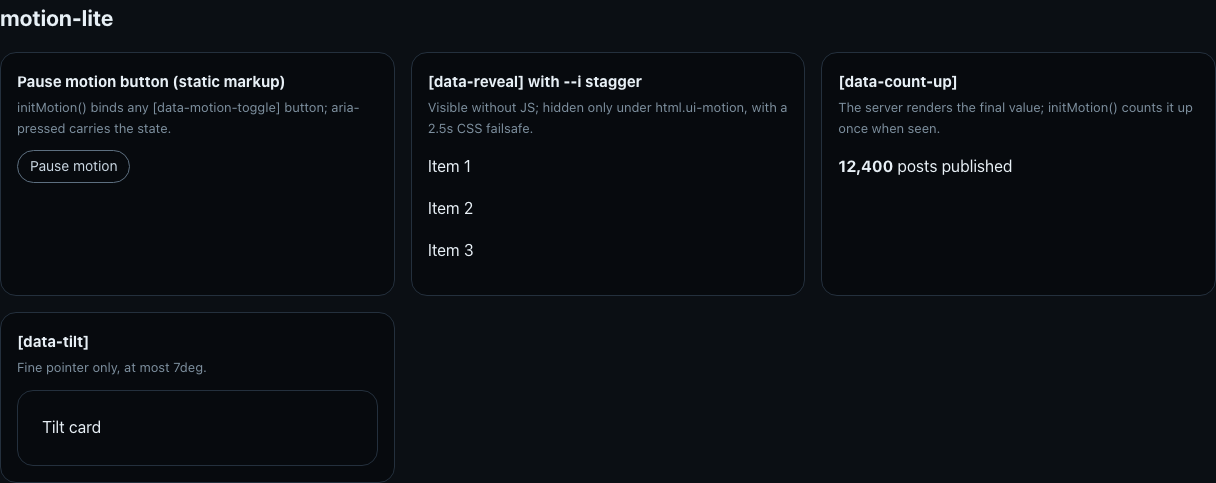 motion-lite
Pause motion button (static markup)
initMotion() binds any [data-motion-toggle] button; aria-
pressed carries the state.
Pause motion
[data-reveal] with --i stagger
Visible without JS; hidden only under html.ui-motion, with a
2.5s CSS failsafe.
Item 1
Item 2
Item 3
[data-count-up]
The server renders the final value; initMotion() counts it up
once when seen.
12,400 posts published
[data-tilt]
Fine pointer only, at most 7deg.
Tilt card